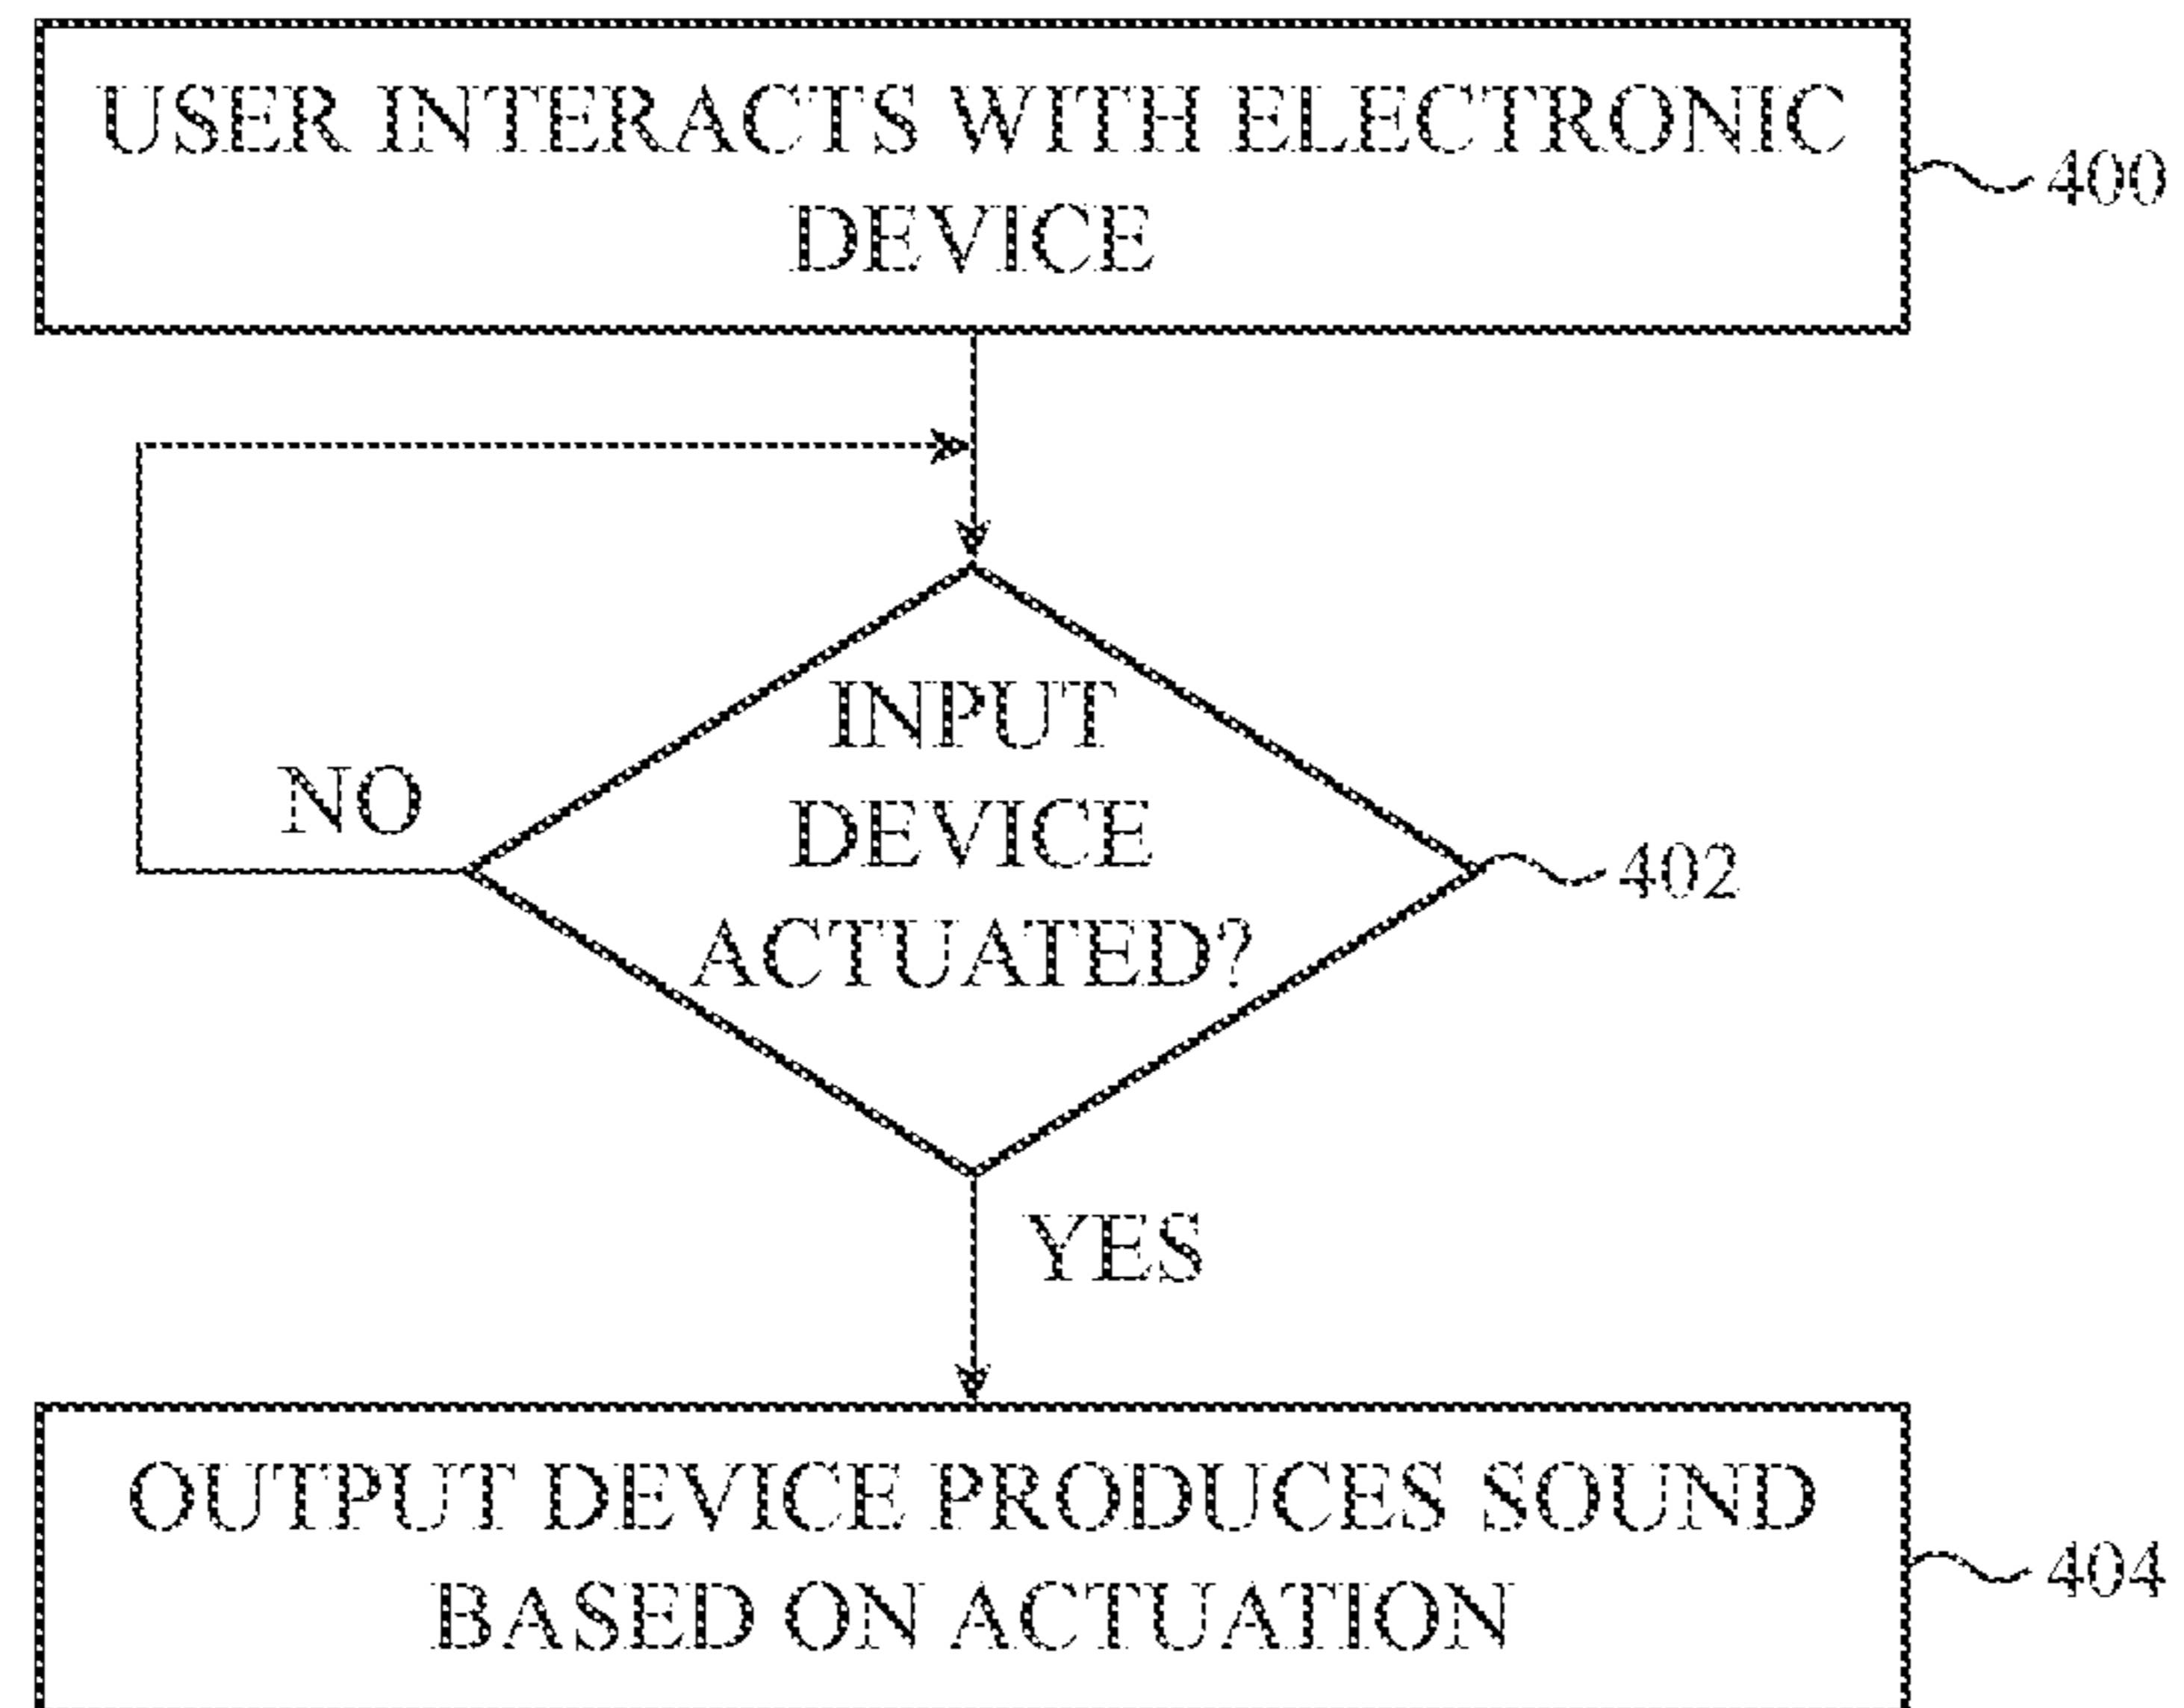 USER INTERACTS WITH ELECTRONIC
DEVICE
400
INPUT
DEVICE
ACTUATED?
NO
402
YES
OUTPUT DEVICE PRODUCES SOUND
BASED ON ACTUATION
404